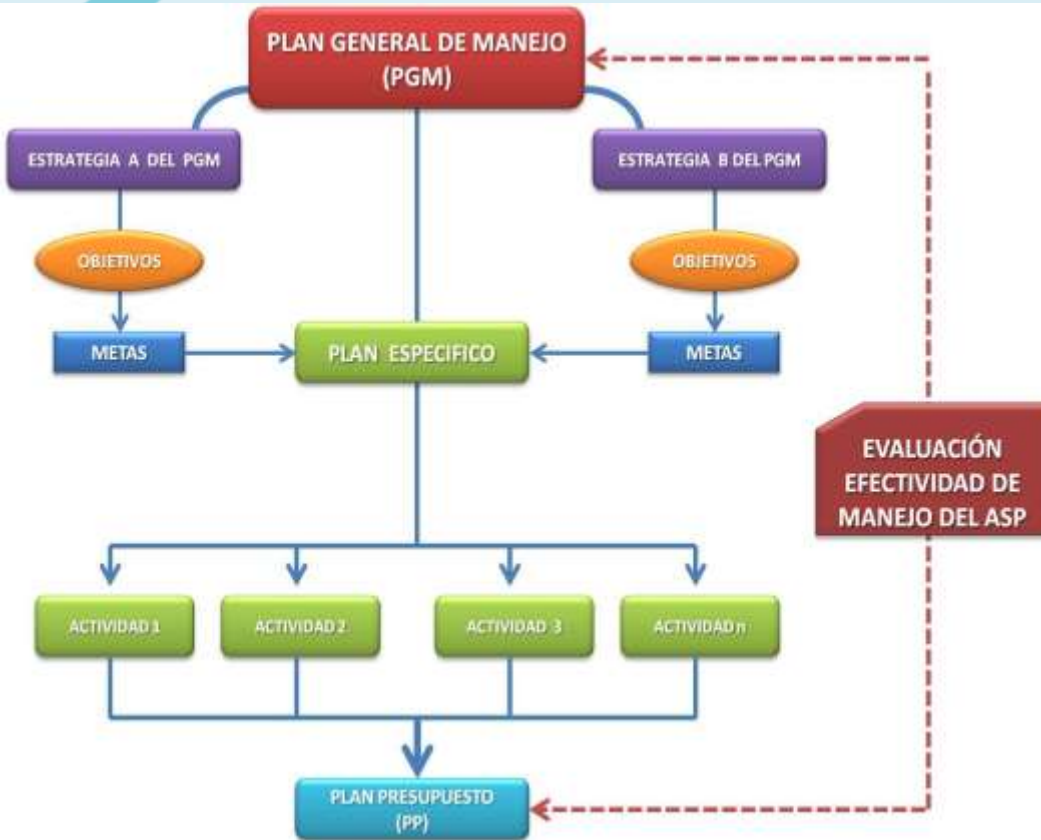 PLAN GENERAL DE MANEJO
(PGM)
ESTRATEGIA A DEL PGM
ESTRATEGIA B DEL PGM
OBJETIVOS
OBJETIVOS
METAS
PLAN ESPECIFICO
METAS
EVALUACIÓN
EFECTIVIDAD DE
MANEJO DEL ASP
ACTIVIDAD 1
ACTIVIDAD 2
ACTIVIDAD 3
ACTIVIDAD n
PLAN PRESUPUESTO
(PP)